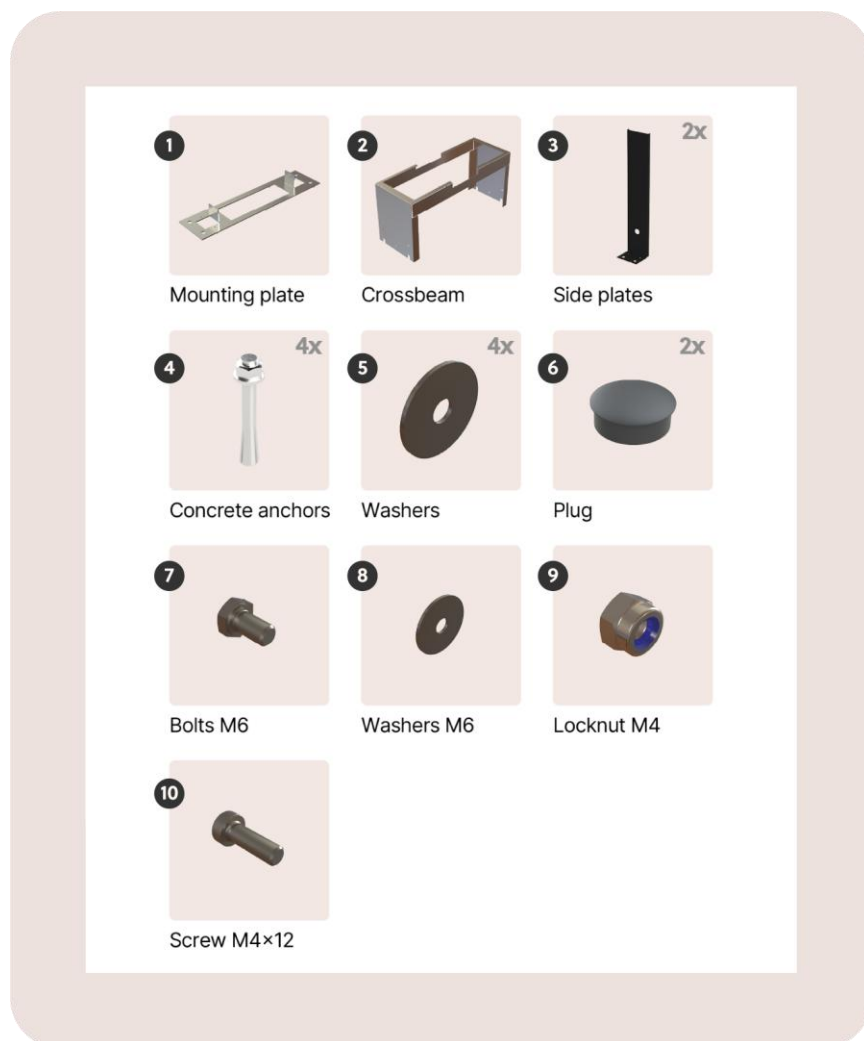 1
2
3
2x
Mounting plate
Crossbeam
Side plates
4
4x
5
4x
6
2x
Concrete anchors
Washers
Plug
7
8
9
Bolts M6
Washers M6
Locknut M4
10
Screw M4×12